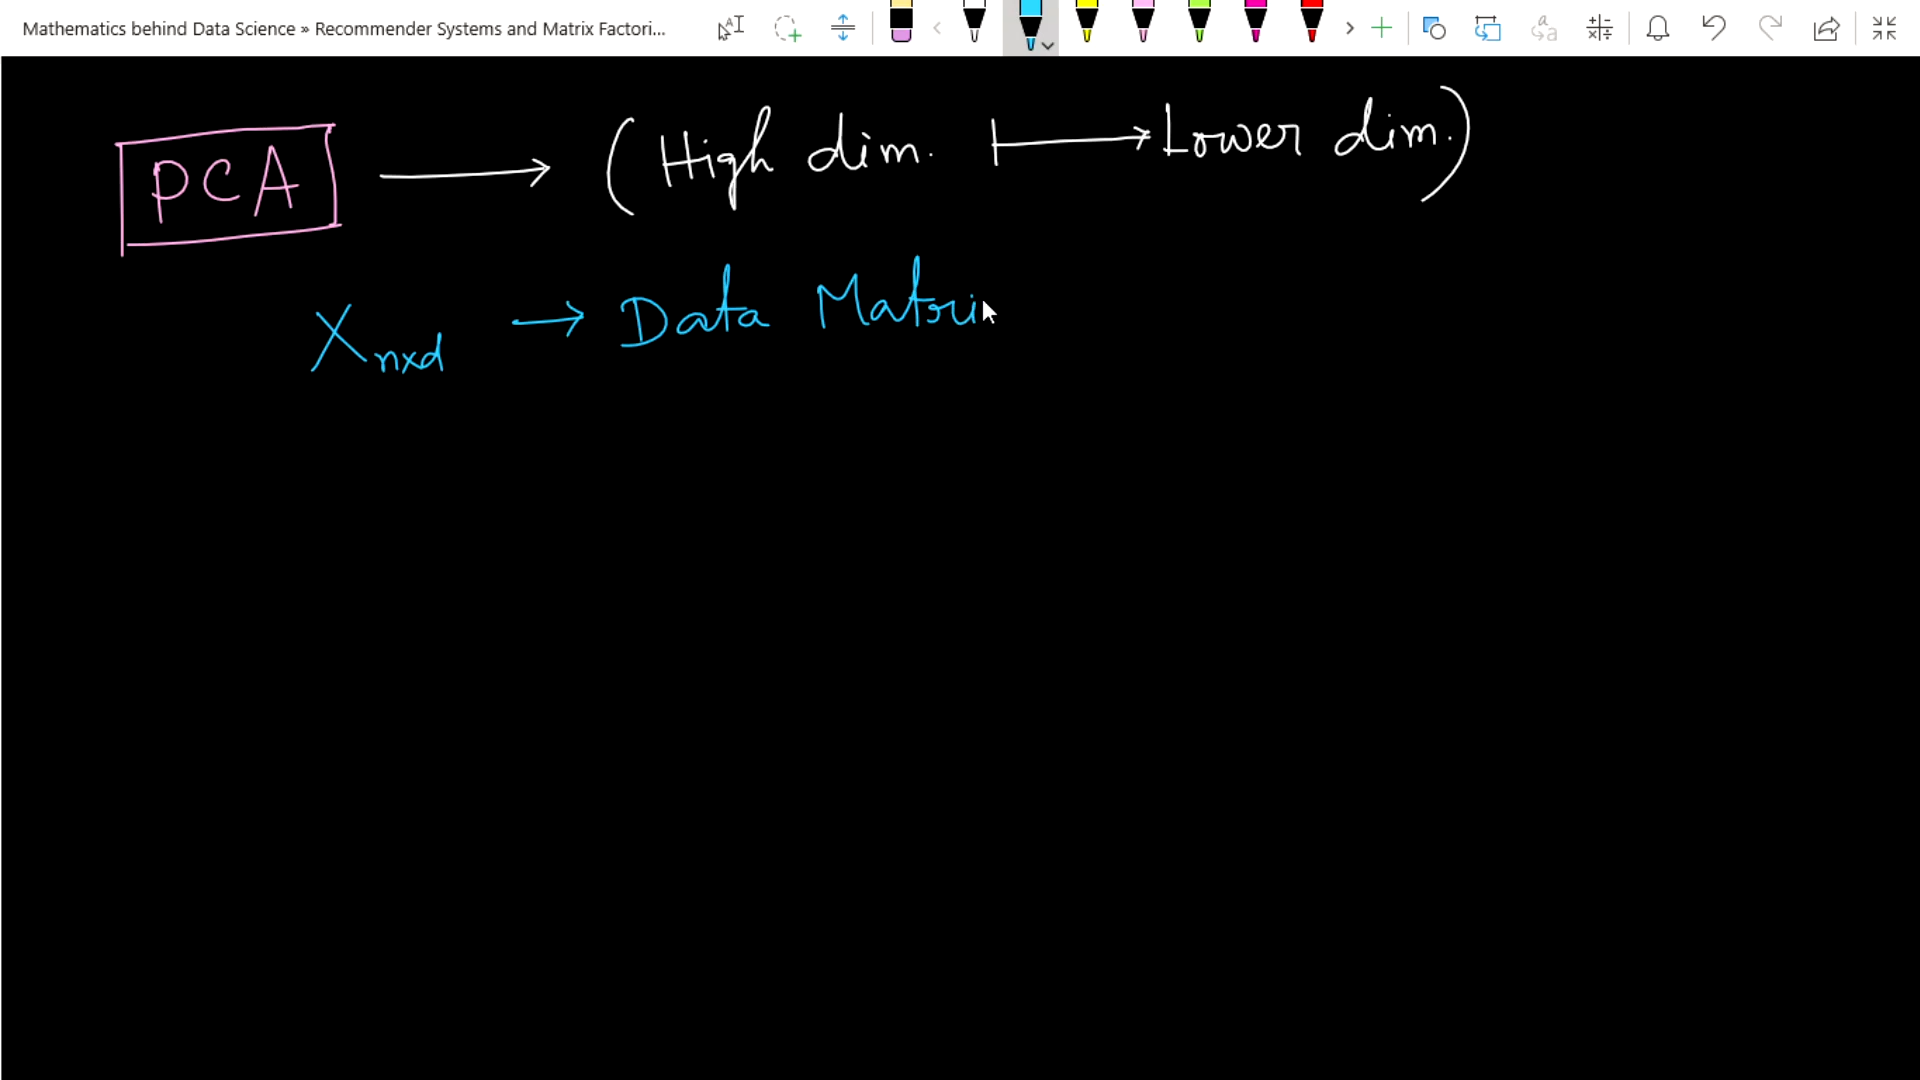 Mathematics behind Data Science » Recommender Systems and Matrix Factori...
PCA → (High dim. ↦ Lower dim.)
Xnxd → Data Matri